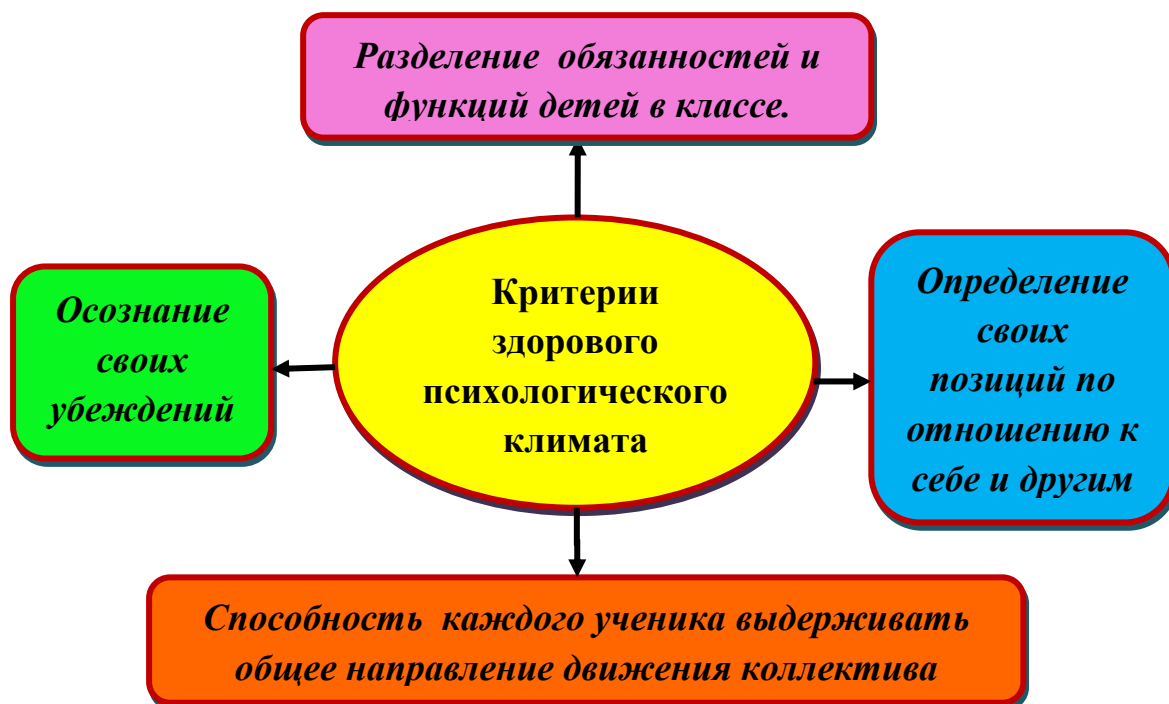 Разделение обязанностей и
функций детей в классе.
Осознание
своих
убеждений
Критерии
здорового
психологического
климата
Определение
своих
позиций по
отношению к
себе и другим
Способность каждого ученика выдерживать
общее направление движения коллектива